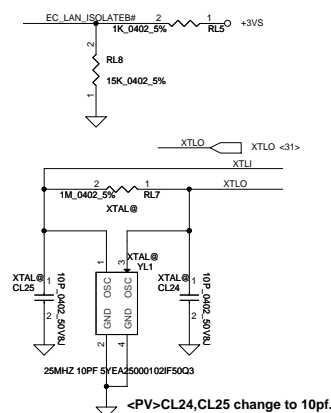 EC_LAN_ISOLATEB# 2 1 +3VS
1K_0402_5% RL5
2
RL8
15K_0402_5%
1
XTLO XTLO <31>
XTLI
2 1 XTLO
1M_0402_5% RL7
XTAL@
XTAL@
YL1
1 3
XTAL@ 1 XTAL@ 1
CL25 CL24
10P_0402_50V8J
10P_0402_50V8J
OSC OSC
GND GND
2 2
2 4
25MHZ 10PF 5YEA25000102IF50Q3
<PV>CL24,CL25 change to 10pf.